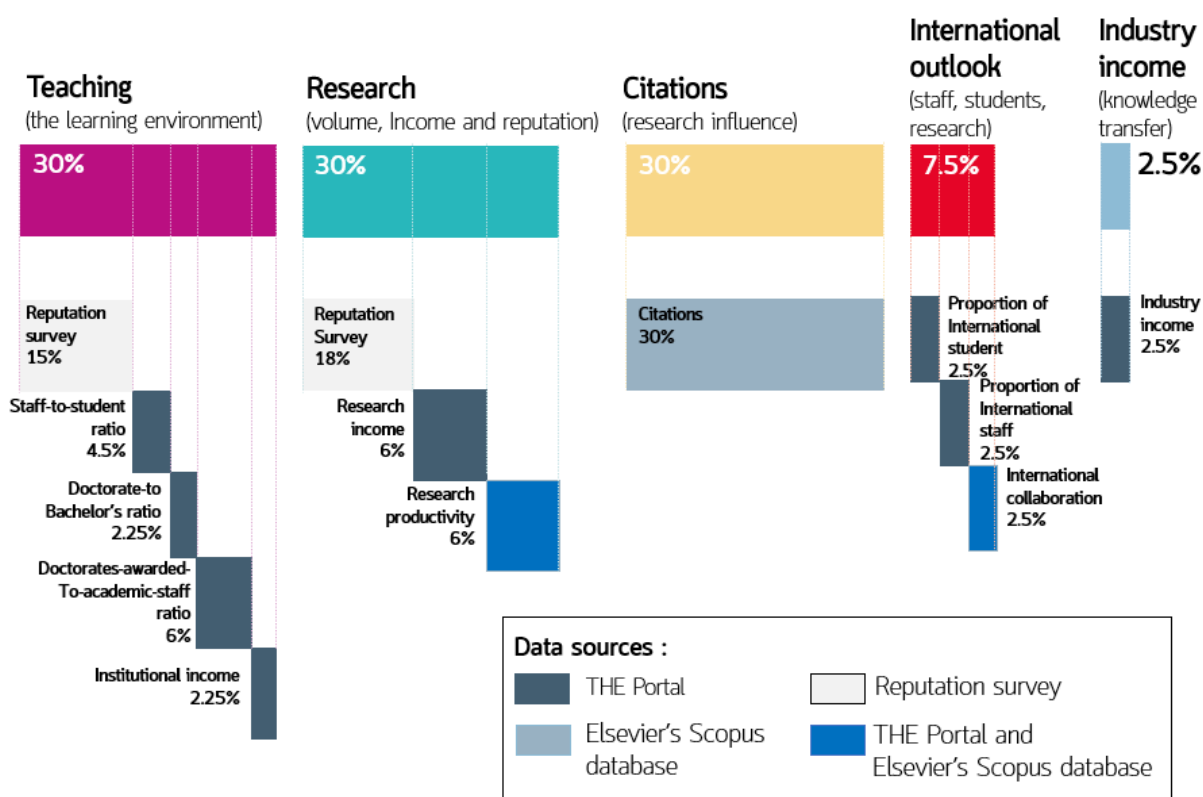 Teaching
(the learning environment)
30%
Reputation
survey
15%
Staff-to-student
ratio
4.5%
Doctorate-to
Bachelor's ratio
2.25%
Doctorates-awarded-
To-academic-staff
ratio
6%
Institutional income
2.25%
Research
(volume, Income and reputation)
30%
Reputation
Survey
18%
Research
income
6%
Research
productivity
6%
Citations
(research influence)
30%
Citations
30%
International
outlook
(staff, students,
research)
7.5%
Proportion of
International
student
2.5%
Proportion of
International
staff
2.5%
International
collaboration
2.5%
Industry
income
(knowledge
transfer)
2.5%
Industry
income
2.5%
Data sources :
THE Portal
Reputation survey
Elsevier's Scopus
database
THE Portal and
Elsevier's Scopus database